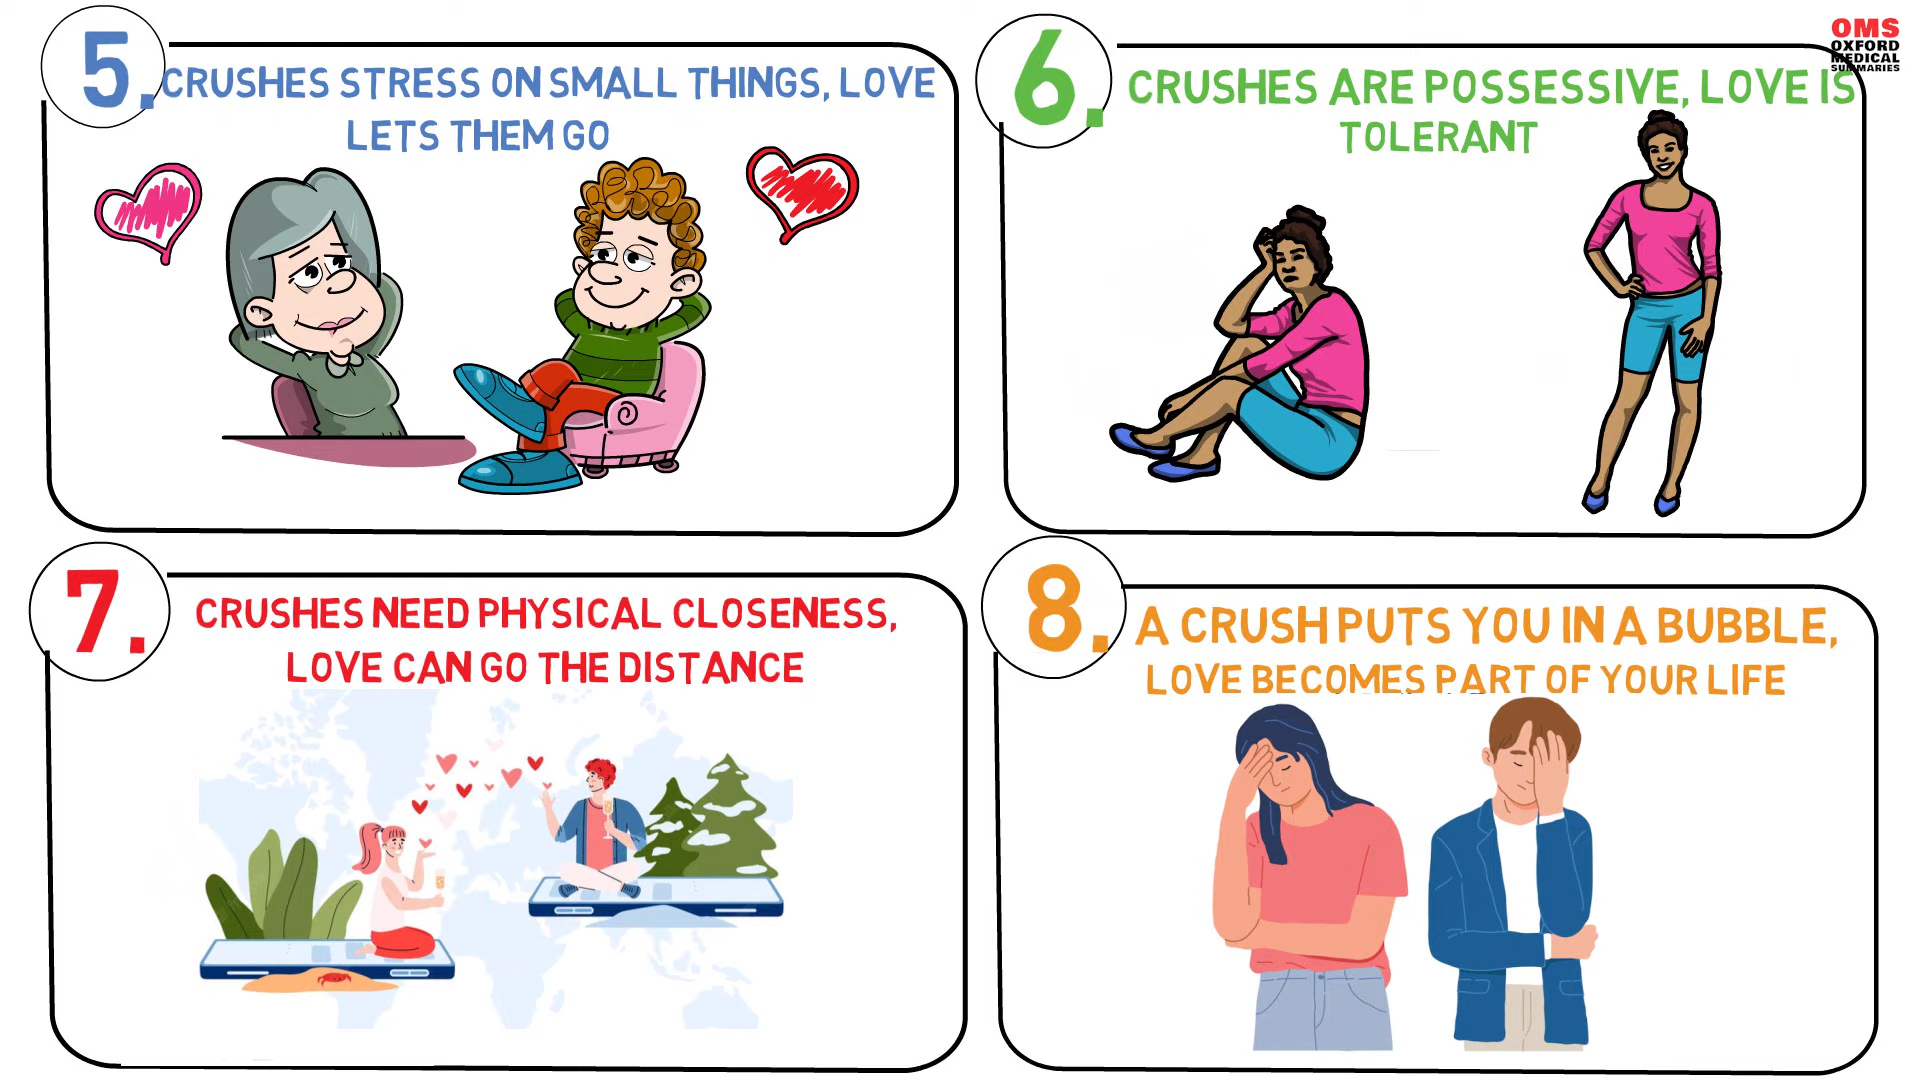 5.
CRUSHES STRESS ON SMALL THINGS, LOVE
LETS THEM GO
6.
CRUSHES ARE POSSESSIVE, LOVE IS
TOLERANT
OMS
OXFORD
MEDICAL
SUMMARIES
7.
CRUSHES NEED PHYSICAL CLOSENESS,
LOVE CAN GO THE DISTANCE
8.
A CRUSH PUTS YOU IN A BUBBLE,
LOVE BECOMES PART OF YOUR LIFE